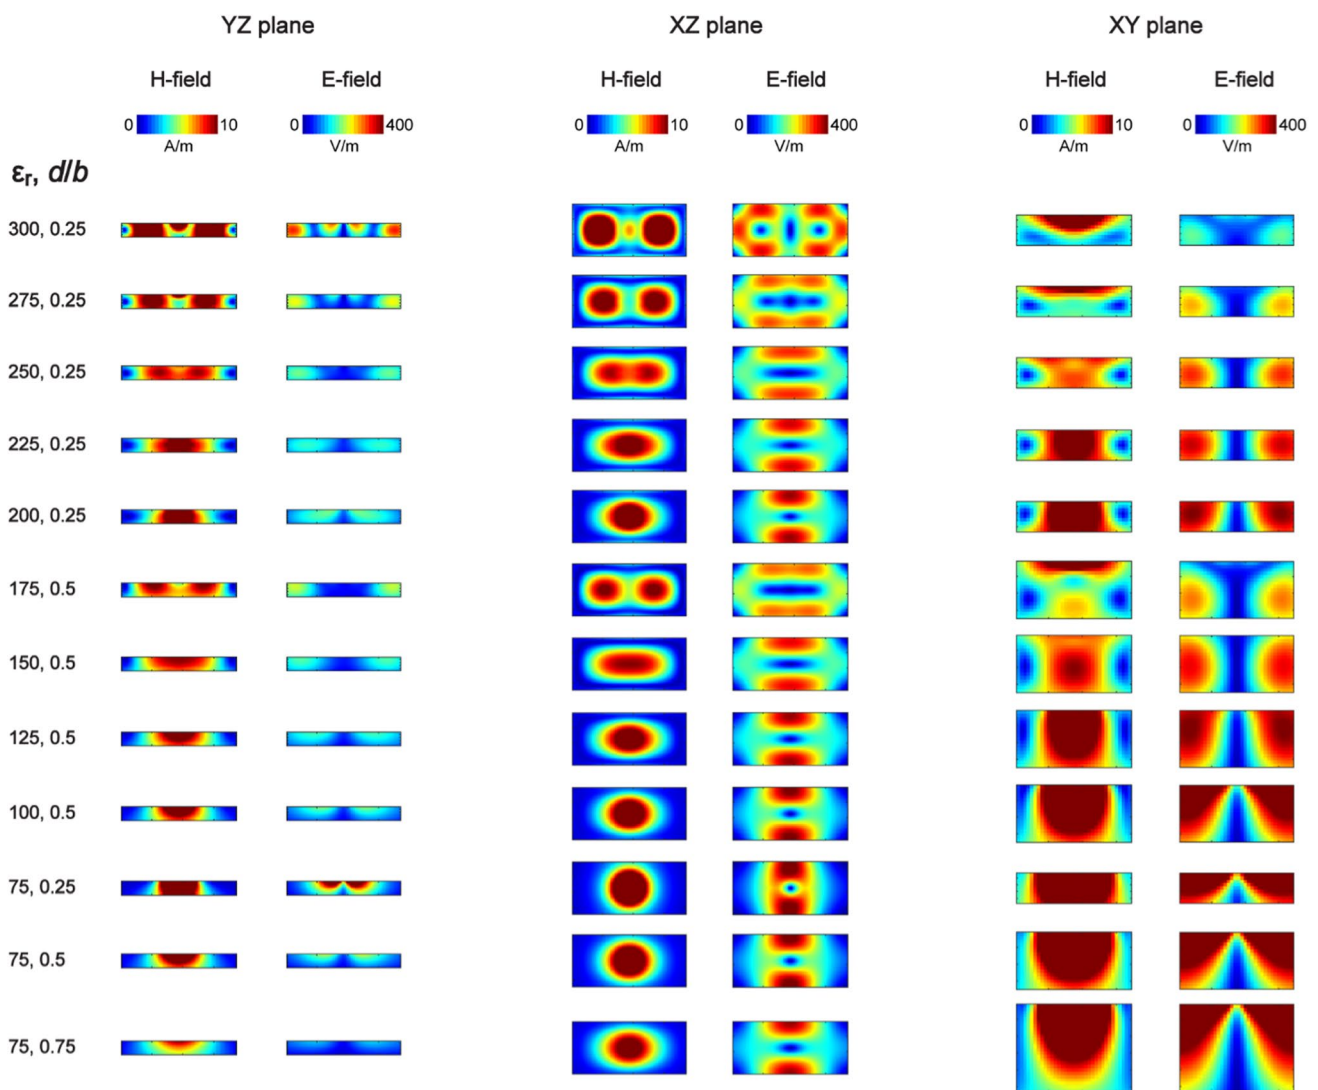 YZ plane XZ plane XY plane
H-field E-field H-field E-field H-field E-field
0 10 0 400 0 10 0 400 0 10 0 400
A/m V/m A/m V/m A/m V/m
εr, d/b
300, 0.25
275, 0.25
250, 0.25
225, 0.25
200, 0.25
175, 0.5
150, 0.5
125, 0.5
100, 0.5
75, 0.25
75, 0.5
75, 0.75